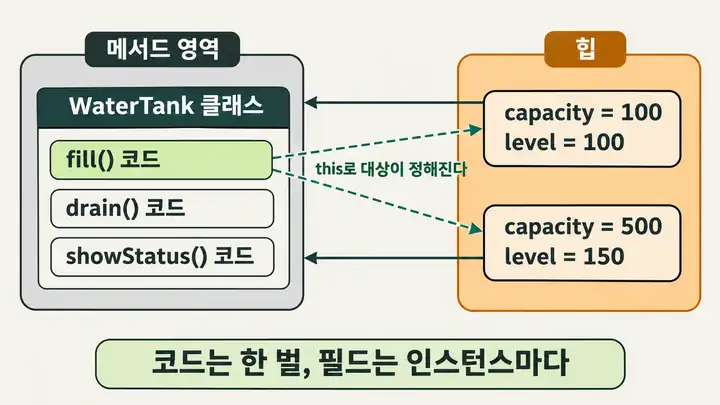 메서드 영역
힙
WaterTank 클래스
fill() 코드
drain() 코드
showStatus() 코드
this로 대상이 정해진다
capacity = 100
level = 100
capacity = 500
level = 150
코드는 한 벌, 필드는 인스턴스마다